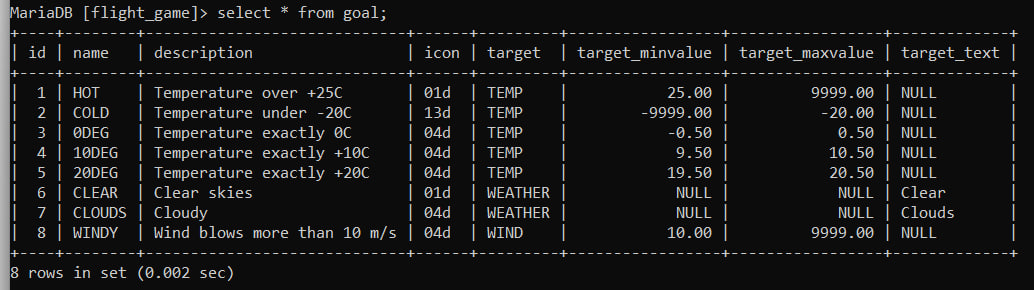 MariaDB [flight_game]> select * from goal;
+----+--------+---------------------------------+------+---------+-----------------+-----------------+-------------+
| id | name   | description                     | icon | target  | target_minvalue | target_maxvalue | target_text |
+----+--------+---------------------------------+------+---------+-----------------+-----------------+-------------+
|  1 | HOT    | Temperature over +25C           | 01d  | TEMP    |           25.00 |         9999.00 | NULL        |
|  2 | COLD   | Temperature under -20C          | 13d  | TEMP    |        -9999.00 |          -20.00 | NULL        |
|  3 | 0DEG   | Temperature exactly 0C          | 04d  | TEMP    |           -0.50 |            0.50 | NULL        |
|  4 | 10DEG  | Temperature exactly +10C        | 04d  | TEMP    |            9.50 |           10.50 | NULL        |
|  5 | 20DEG  | Temperature exactly +20C        | 04d  | TEMP    |           19.50 |           20.50 | NULL        |
|  6 | CLEAR  | Clear skies                     | 01d  | WEATHER |            NULL |            NULL | Clear       |
|  7 | CLOUDS | Cloudy                          | 04d  | WEATHER |            NULL |            NULL | Clouds      |
|  8 | WINDY  | Wind blows more than 10 m/s     | 04d  | WIND    |           10.00 |         9999.00 | NULL        |
+----+--------+---------------------------------+------+---------+-----------------+-----------------+-------------+
8 rows in set (0.002 sec)